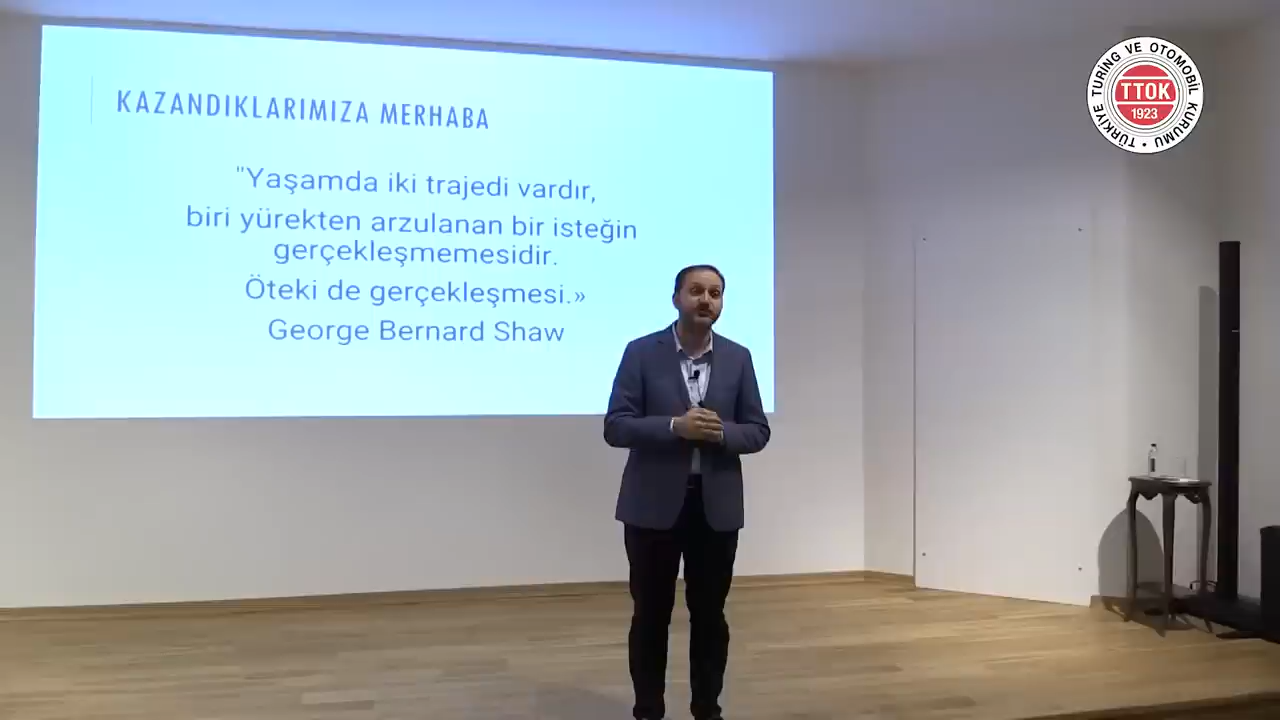 KAZANDIKLARIMIZA MERHABA
"Yaşamda iki trajedi vardır,
biri yürekten arzulanan bir isteğin
gerçekleşmemesidir.
Öteki de gerçekleşmesi.»
George Bernard Shaw
TÜRKİYE TURİNG VE OTOMOBİL KURUMU
TTOK
1923